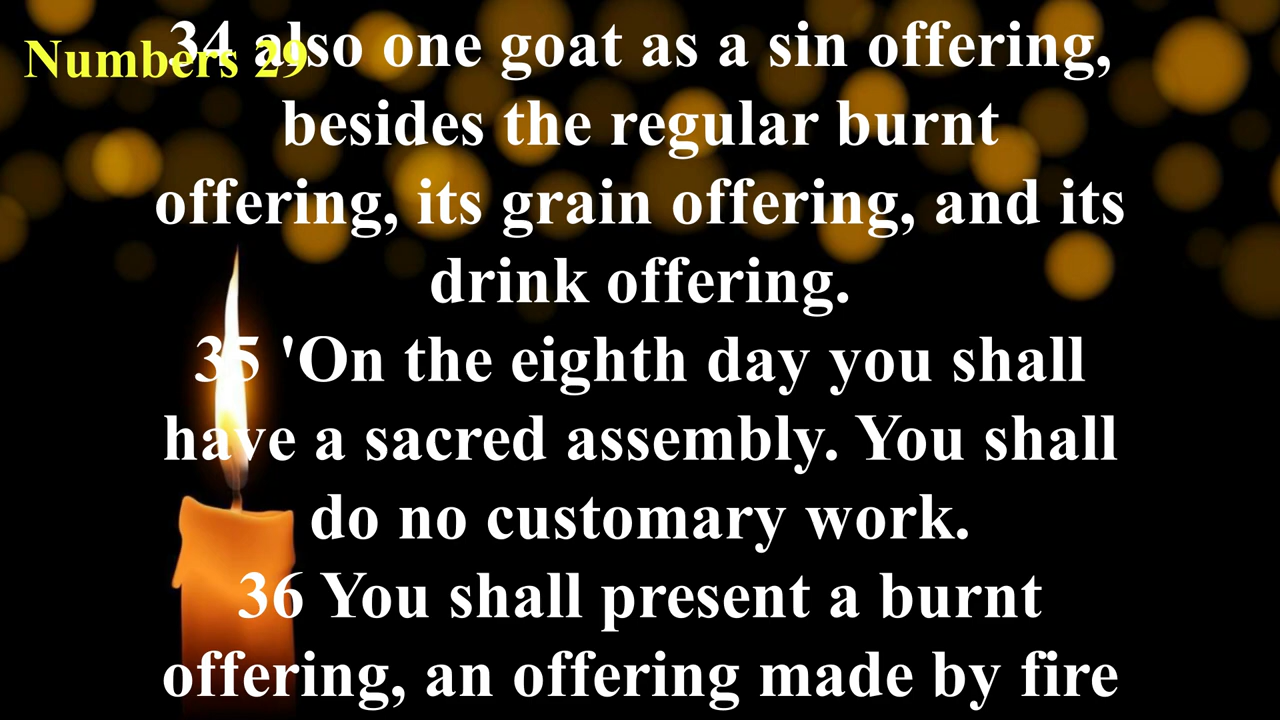 Numbers 29
34 also one goat as a sin offering,
besides the regular burnt
offering, its grain offering, and its
drink offering.
35 'On the eighth day you shall
have a sacred assembly. You shall
do no customary work.
36 You shall present a burnt
offering, an offering made by fire